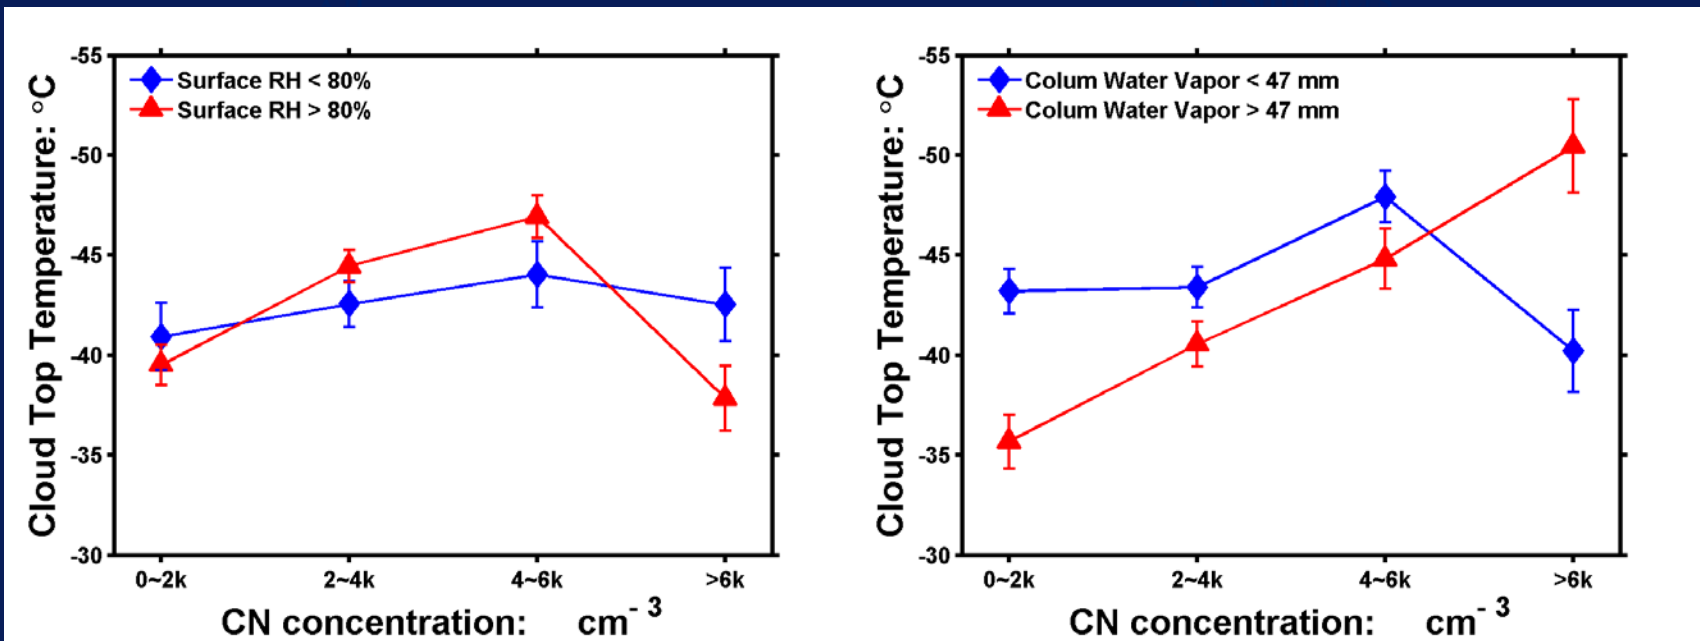 Cloud Top Temperature: °C
-55
-50
-45
-40
-35
-30
Surface RH < 80%
Surface RH > 80%
0~2k
2~4k
4~6k
>6k
CN concentration: cm⁻³
Cloud Top Temperature: °C
-55
-50
-45
-40
-35
-30
Colum Water Vapor < 47 mm
Colum Water Vapor > 47 mm
0~2k
2~4k
4~6k
>6k
CN concentration: cm⁻³